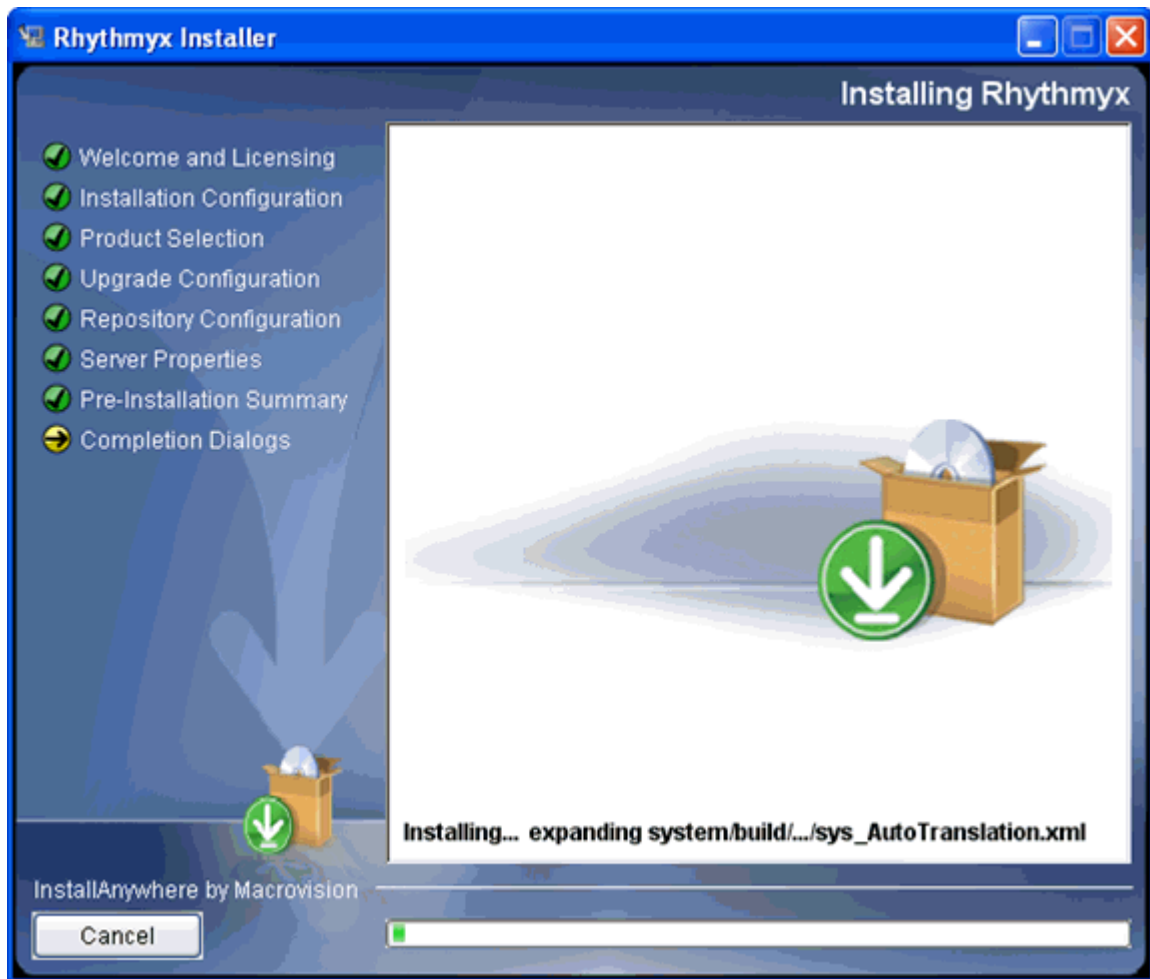 Rhythmyx Installer
Installing Rhythmyx
Welcome and Licensing
Installation Configuration
Product Selection
Upgrade Configuration
Repository Configuration
Server Properties
Pre-Installation Summary
Completion Dialogs
Installing... expanding system/build/.../sys_AutoTranslation.xml
InstallAnywhere by Macrovision
Cancel